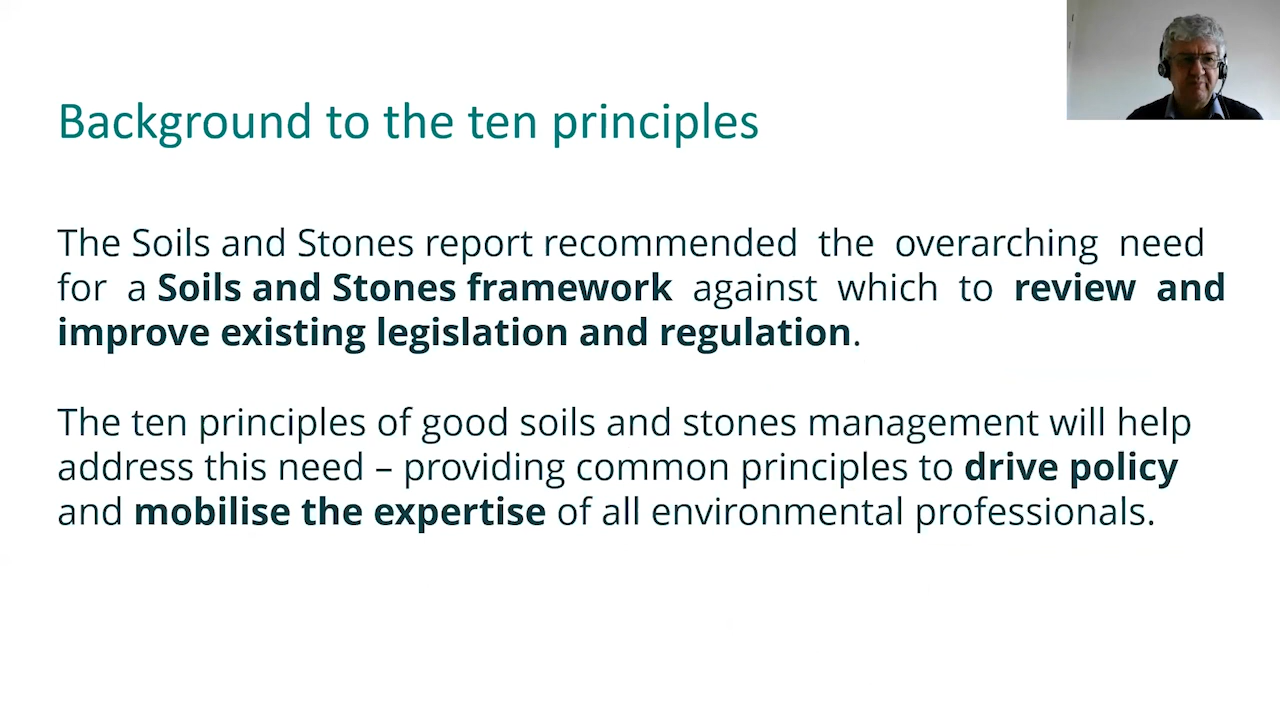 Background to the ten principles
The Soils and Stones report recommended the overarching need
for a Soils and Stones framework against which to review and
improve existing legislation and regulation.
The ten principles of good soils and stones management will help
address this need – providing common principles to drive policy
and mobilise the expertise of all environmental professionals.